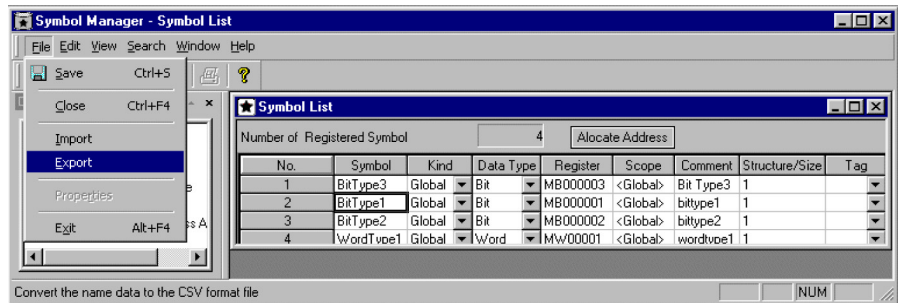 Symbol Manager - Symbol List
File Edit View Search Window Help
Save Ctrl+S
Close Ctrl+F4
Import
Export
Properties
Exit Alt+F4
ss A
Symbol List
Number of Registered Symbol 4 Alocate Address
No. Symbol Kind Data Type Register Scope Comment Structure/Size Tag
1 BitType3 Global Bit MB000003 <Global> Bit Type3 1
2 BitType1 Global Bit MB000001 <Global> bittype1 1
3 BitType2 Global Bit MB000002 <Global> bittype2 1
4 WordType1 Global Word MW00001 <Global> wordtype1 1
Convert the name data to the CSV format file NUM